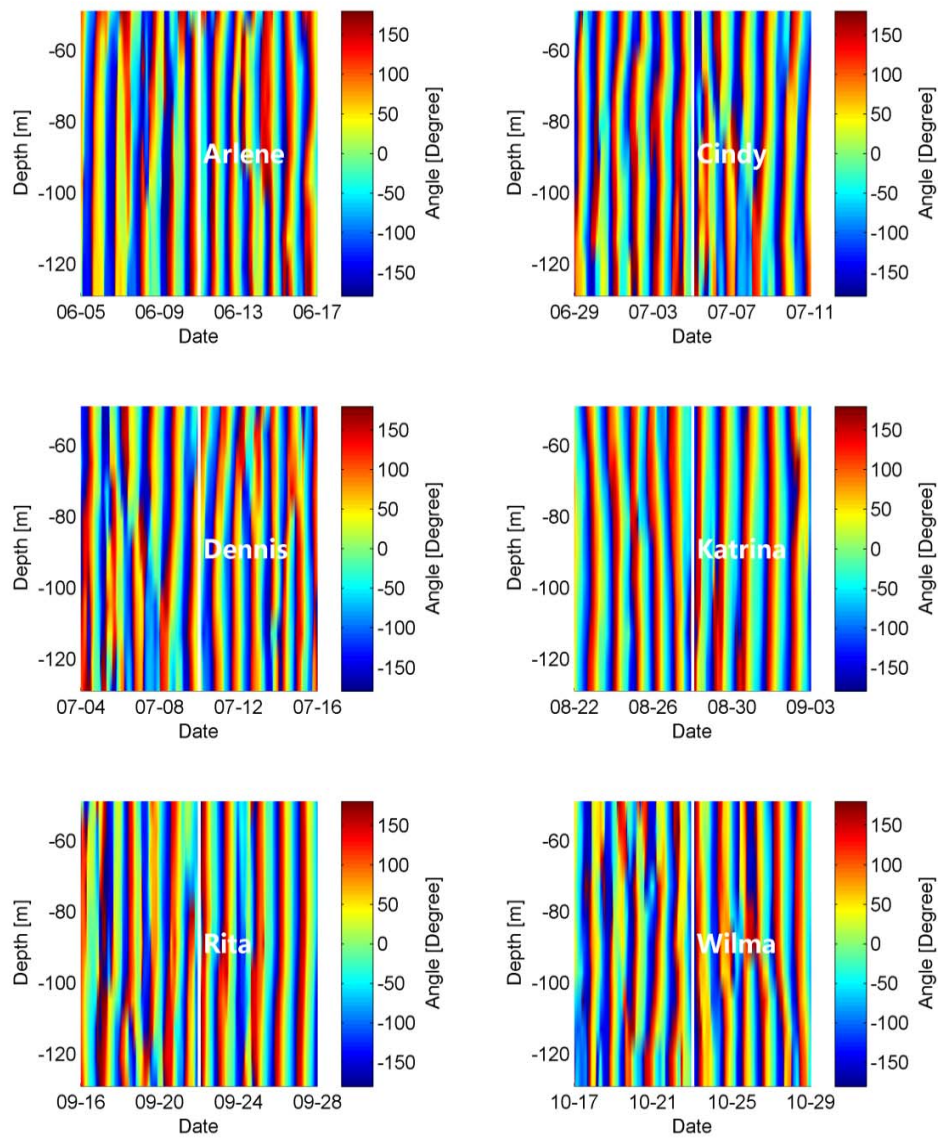 -60
-80
-100
-120
Depth [m]
Arlene
06-05 06-09 06-13 06-17
Date
150
100
50
0
-50
-100
-150
Angle [Degree]
-60
-80
-100
-120
Depth [m]
Cindy
06-29 07-03 07-07 07-11
Date
150
100
50
0
-50
-100
-150
Angle [Degree]
-60
-80
-100
-120
Depth [m]
Dennis
07-04 07-08 07-12 07-16
Date
150
100
50
0
-50
-100
-150
Angle [Degree]
-60
-80
-100
-120
Depth [m]
Katrina
08-22 08-26 08-30 09-03
Date
150
100
50
0
-50
-100
-150
Angle [Degree]
-60
-80
-100
-120
Depth [m]
Rita
09-16 09-20 09-24 09-28
Date
150
100
50
0
-50
-100
-150
Angle [Degree]
-60
-80
-100
-120
Depth [m]
Wilma
10-17 10-21 10-25 10-29
Date
150
100
50
0
-50
-100
-150
Angle [Degree]